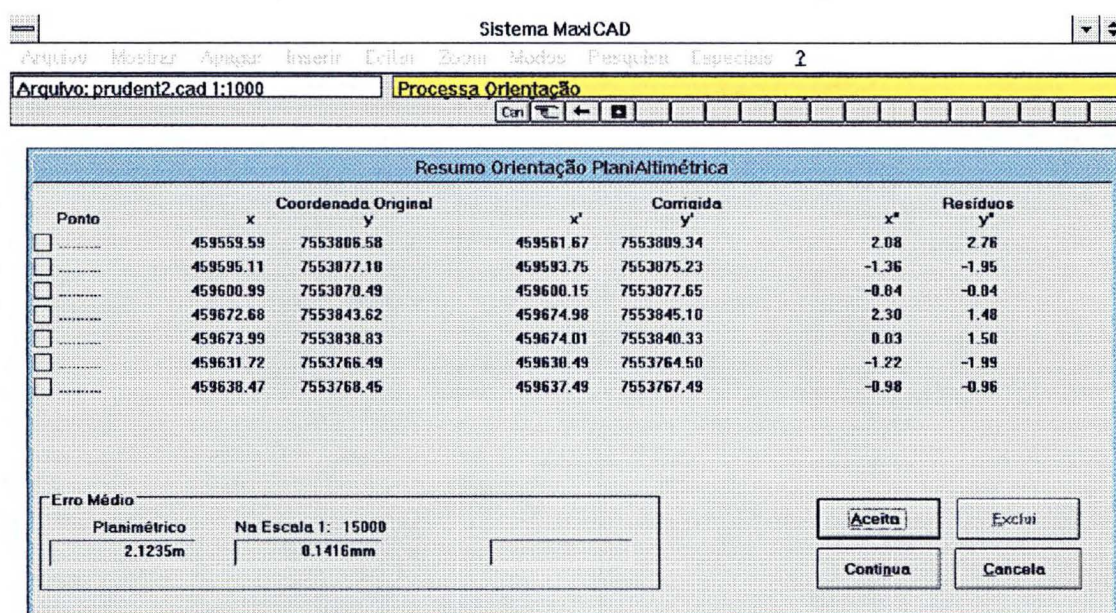 Sistema MaxiCAD
Arquivo Mostrar Apagar Inserir Editar Zoom Modos Pesquisa Especiais ?
Arquivo: prudent2.cad 1:1000 Processa Orientação
Can
Resumo Orientação PlaniAltimétrica
Coordenada Original Corrigida Resíduos
Ponto x y x' y' x" y"
.......... 459559.59 7553806.58 459561.67 7553809.34 2.08 2.76
.......... 459595.11 7553877.18 459593.75 7553875.23 -1.36 -1.95
.......... 459600.99 7553878.49 459600.15 7553877.65 -0.84 -0.84
.......... 459672.68 7553843.62 459674.98 7553845.10 2.30 1.48
.......... 459673.99 7553838.83 459674.01 7553840.33 0.03 1.50
.......... 459631.72 7553766.49 459630.49 7553764.50 -1.22 -1.99
.......... 459638.47 7553768.45 459637.49 7553767.49 -0.98 -0.96
Erro Médio
Planimétrico Na Escala 1: 15000
2.1235m 0.1416mm
Aceita Exclui
Continua Cancela